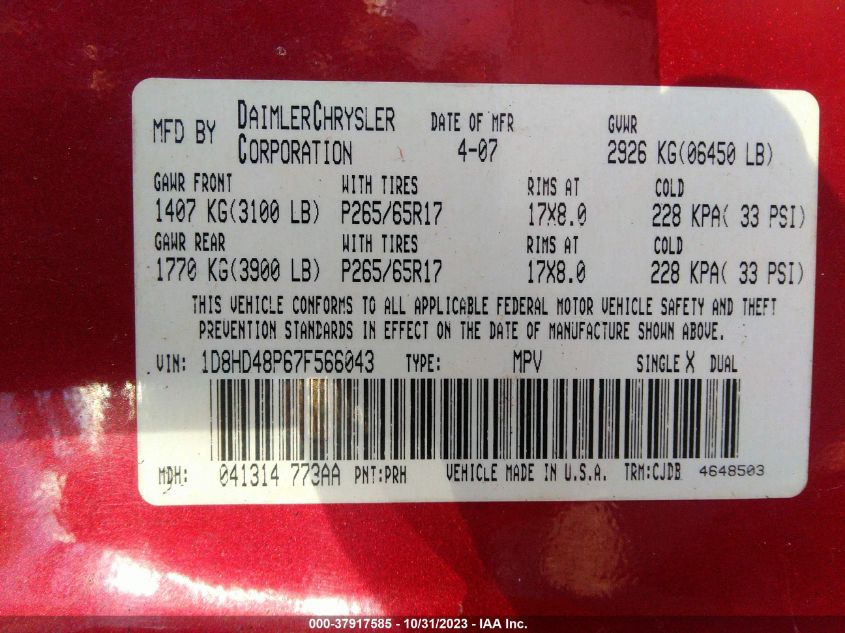 MFD BY DAIMLERCHRYSLER CORPORATION DATE OF MFR 4-07 GVWR 2926 KG(06450 LB)
GAWR FRONT WITH TIRES RIMS AT COLD
1407 KG(3100 LB) P265/65R17 17X8.0 228 KPA( 33 PSI)
GAWR REAR WITH TIRES RIMS AT COLD
1770 KG(3900 LB) P265/65R17 17X8.0 228 KPA( 33 PSI)
THIS VEHICLE CONFORMS TO ALL APPLICABLE FEDERAL MOTOR VEHICLE SAFETY AND THEFT
PREVENTION STANDARDS IN EFFECT ON THE DATE OF MANUFACTURE SHOWN ABOVE.
VIN: 1D8HD48P67F566043 TYPE: MPV SINGLE X DUAL
MDH: 041314 773AA PNT:PRH VEHICLE MADE IN U.S.A. TRM:CJDB 4648503
000-37917585 - 10/31/2023 - IAA Inc.